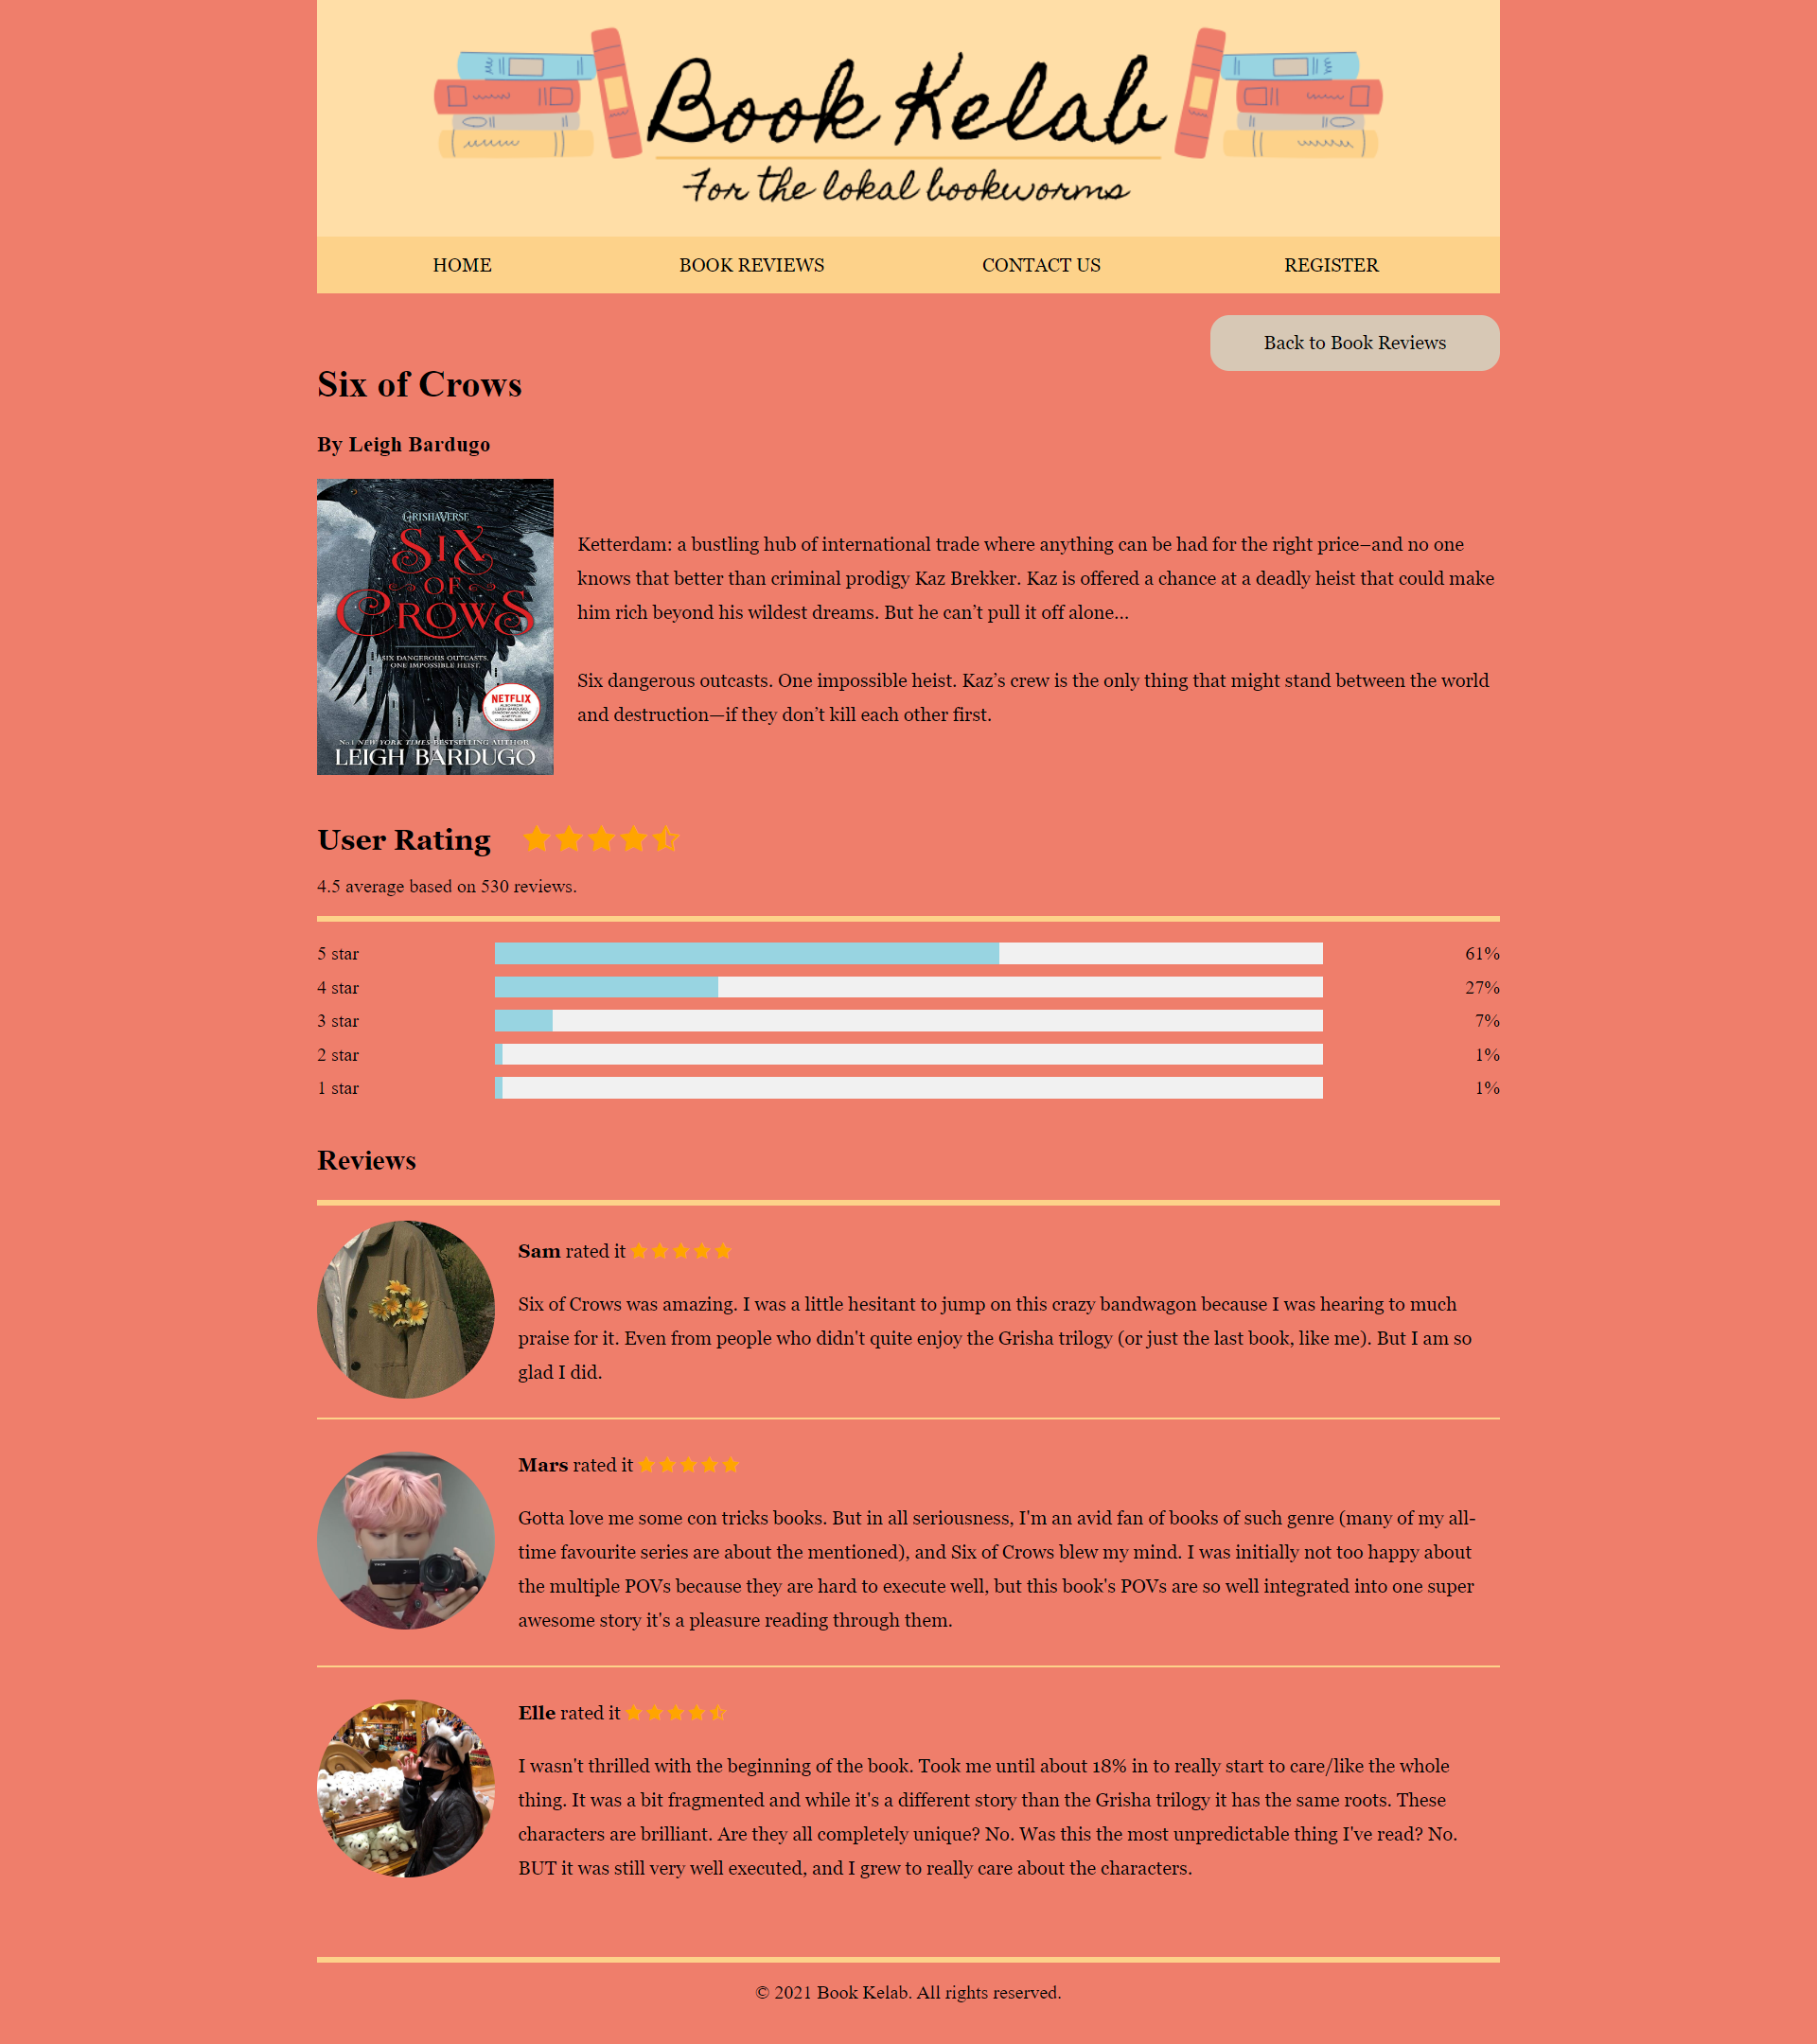 Book Kelab
For the lokal bookworms
HOME BOOK REVIEWS CONTACT US REGISTER
Back to Book Reviews
Six of Crows
By Leigh Bardugo
GRISHAVERSE
SIX
OF
CROWS
SIX DANGEROUS OUTCASTS.
ONE IMPOSSIBLE HEIST.
NETFLIX
No.1 NEW YORK TIMES BESTSELLING AUTHOR
LEIGH BARDUGO
Ketterdam: a bustling hub of international trade where anything can be had for the right price–and no one
knows that better than criminal prodigy Kaz Brekker. Kaz is offered a chance at a deadly heist that could make
him rich beyond his wildest dreams. But he can’t pull it off alone...
Six dangerous outcasts. One impossible heist. Kaz’s crew is the only thing that might stand between the world
and destruction—if they don’t kill each other first.
User Rating
4.5 average based on 530 reviews.
5 star 61%
4 star 27%
3 star 7%
2 star 1%
1 star 1%
Reviews
Sam rated it
Six of Crows was amazing. I was a little hesitant to jump on this crazy bandwagon because I was hearing to much
praise for it. Even from people who didn't quite enjoy the Grisha trilogy (or just the last book, like me). But I am so
glad I did.
Mars rated it
Gotta love me some con tricks books. But in all seriousness, I'm an avid fan of books of such genre (many of my all-
time favourite series are about the mentioned), and Six of Crows blew my mind. I was initially not too happy about
the multiple POVs because they are hard to execute well, but this book's POVs are so well integrated into one super
awesome story it's a pleasure reading through them.
Elle rated it
I wasn't thrilled with the beginning of the book. Took me until about 18% in to really start to care/like the whole
thing. It was a bit fragmented and while it's a different story than the Grisha trilogy it has the same roots. These
characters are brilliant. Are they all completely unique? No. Was this the most unpredictable thing I've read? No.
BUT it was still very well executed, and I grew to really care about the characters.
© 2021 Book Kelab. All rights reserved.